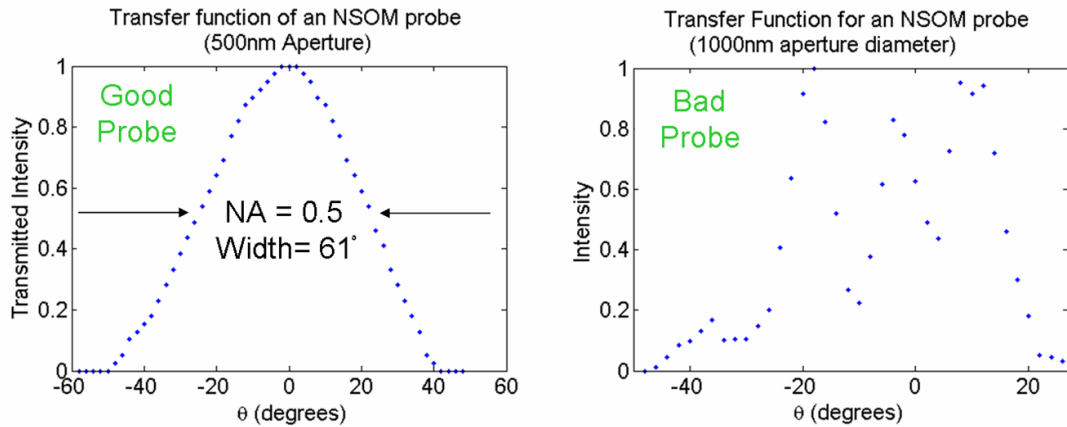 Transfer function of an NSOM probe
(500nm Aperture)
Good
Probe
NA = 0.5
Width= 61°
Transmitted Intensity
1
0.8
0.6
0.4
0.2
0
-60
-40
-20
0
20
40
60
θ (degrees)
Transfer Function for an NSOM probe
(1000nm aperture diameter)
Bad
Probe
Intensity
1
0.8
0.6
0.4
0.2
0
-40
-20
0
20
θ (degrees)